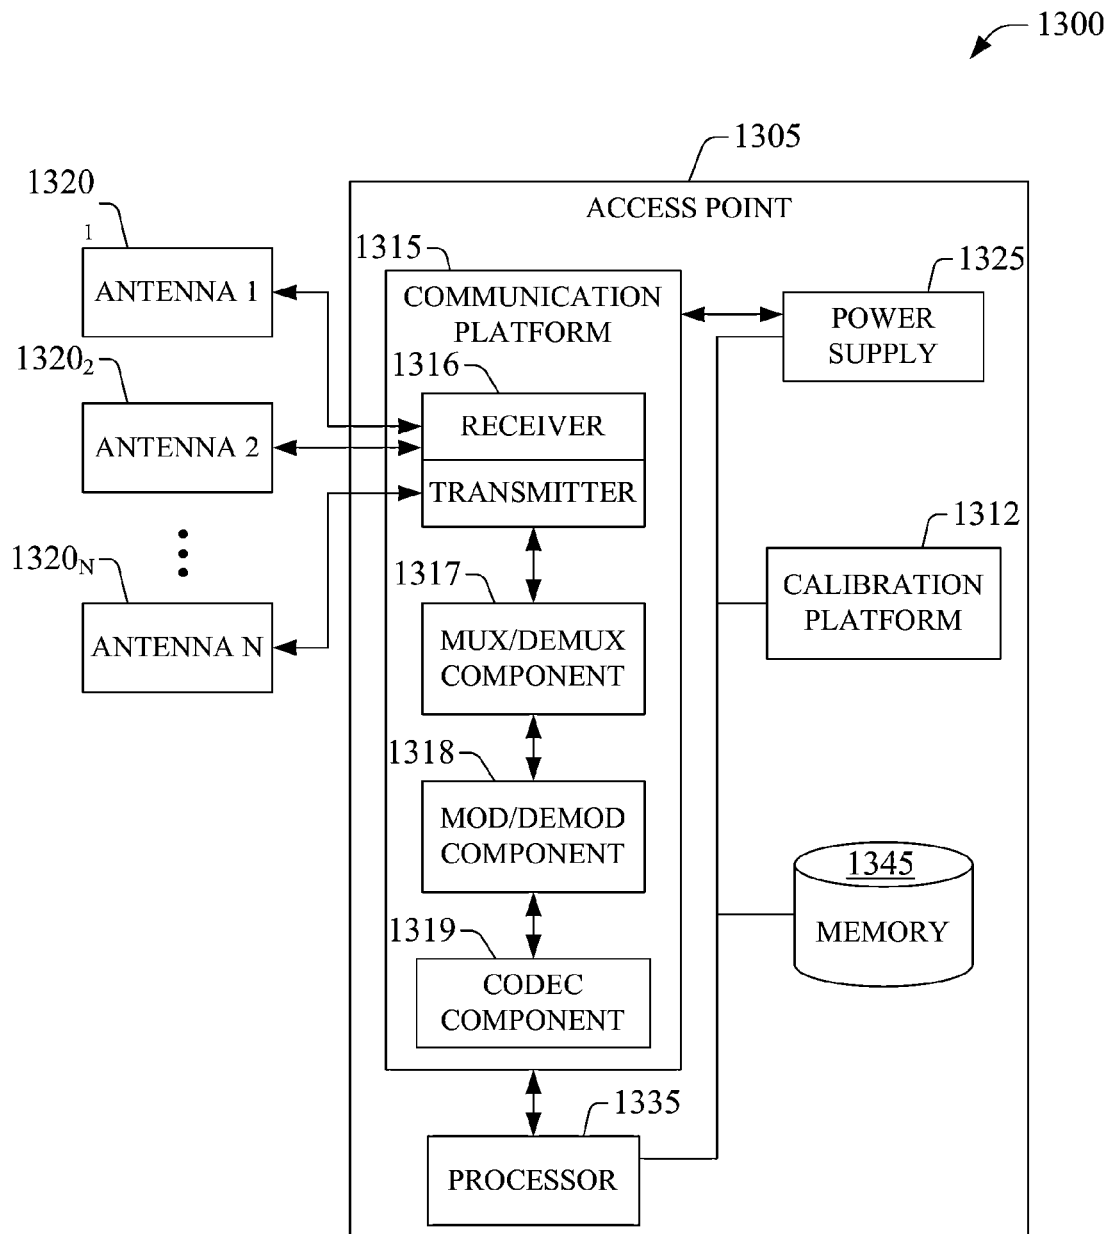 1300
1305
ACCESS POINT
1320
1
ANTENNA 1
1320₂
ANTENNA 2
1320N
ANTENNA N
1315
COMMUNICATION
PLATFORM
1316
RECEIVER
TRANSMITTER
1317
MUX/DEMUX
COMPONENT
1318
MOD/DEMOD
COMPONENT
1319
CODEC
COMPONENT
1335
PROCESSOR
1325
POWER
SUPPLY
1312
CALIBRATION
PLATFORM
1345
MEMORY